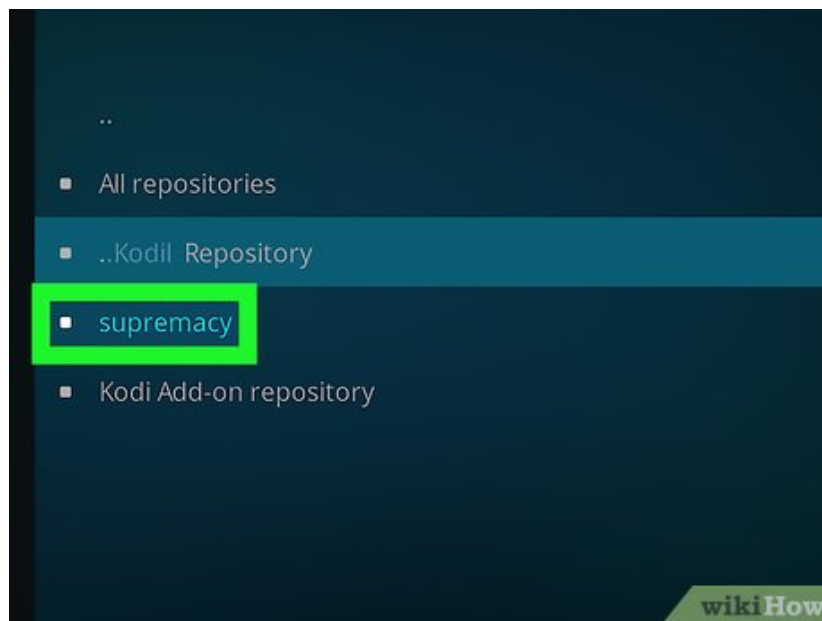 ..
All repositories
..Kodil Repository
supremacy
Kodi Add-on repository
wikiHow